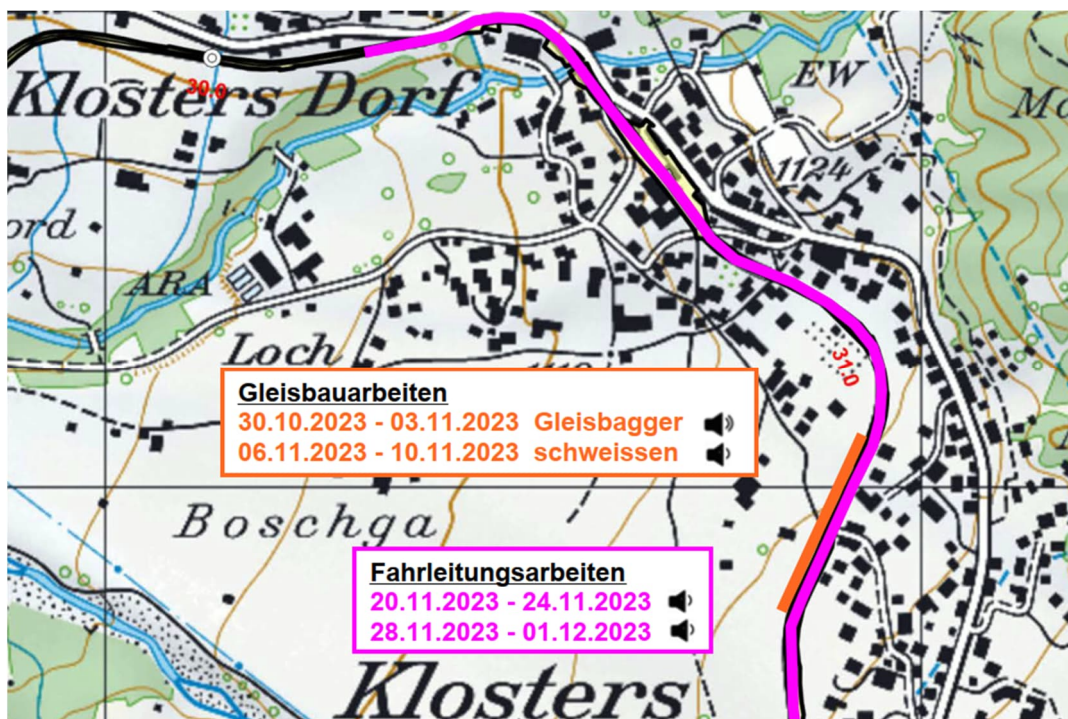 30.0
Klosters Dorf
EW
1124
ord
ARA
Loch
31.0
Gleisbauarbeiten
30.10.2023 - 03.11.2023 Gleisbagger
06.11.2023 - 10.11.2023 schweissen
Boschga
Fahrleitungsarbeiten
20.11.2023 - 24.11.2023
28.11.2023 - 01.12.2023
Klosters